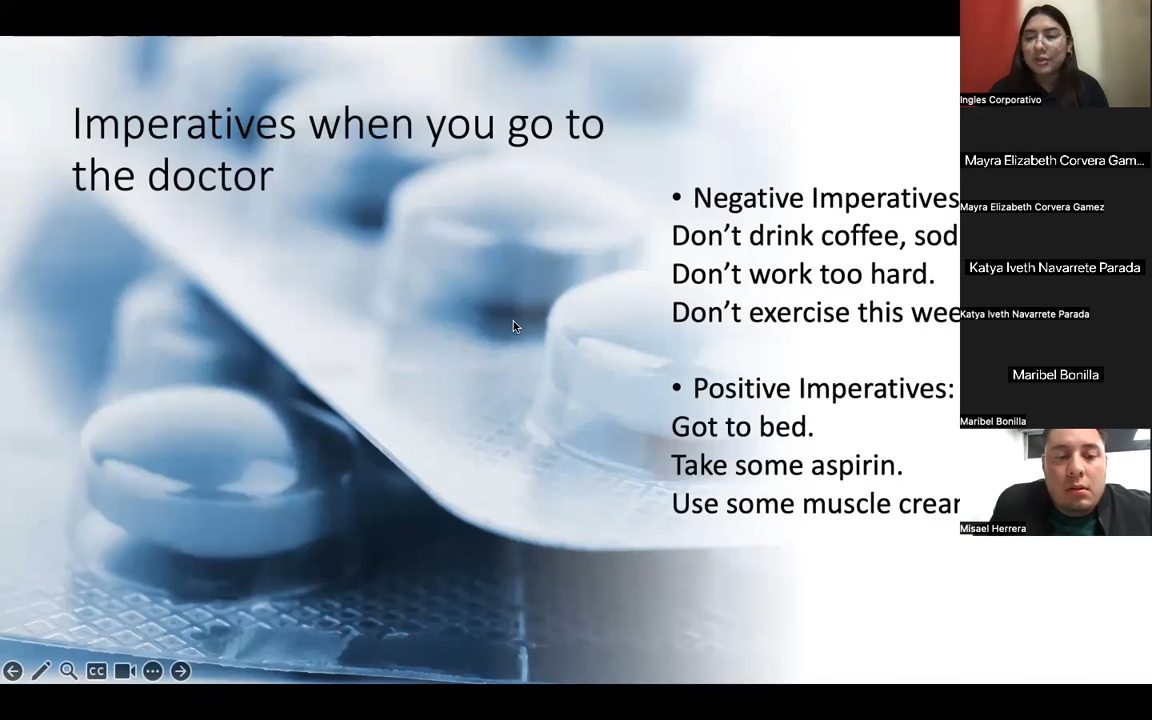 Imperatives when you go to
the doctor
• Negative Imperatives
Don’t drink coffee, sod
Don’t work too hard.
Don’t exercise this wee
• Positive Imperatives:
Got to bed.
Take some aspirin.
Use some muscle crear
CC
Ingles Corporativo
Mayra Elizabeth Corvera Gam...
Mayra Elizabeth Corvera Gamez
Katya Iveth Navarrete Parada
Katya Iveth Navarrete Parada
Maribel Bonilla
Maribel Bonilla
Misael Herrera